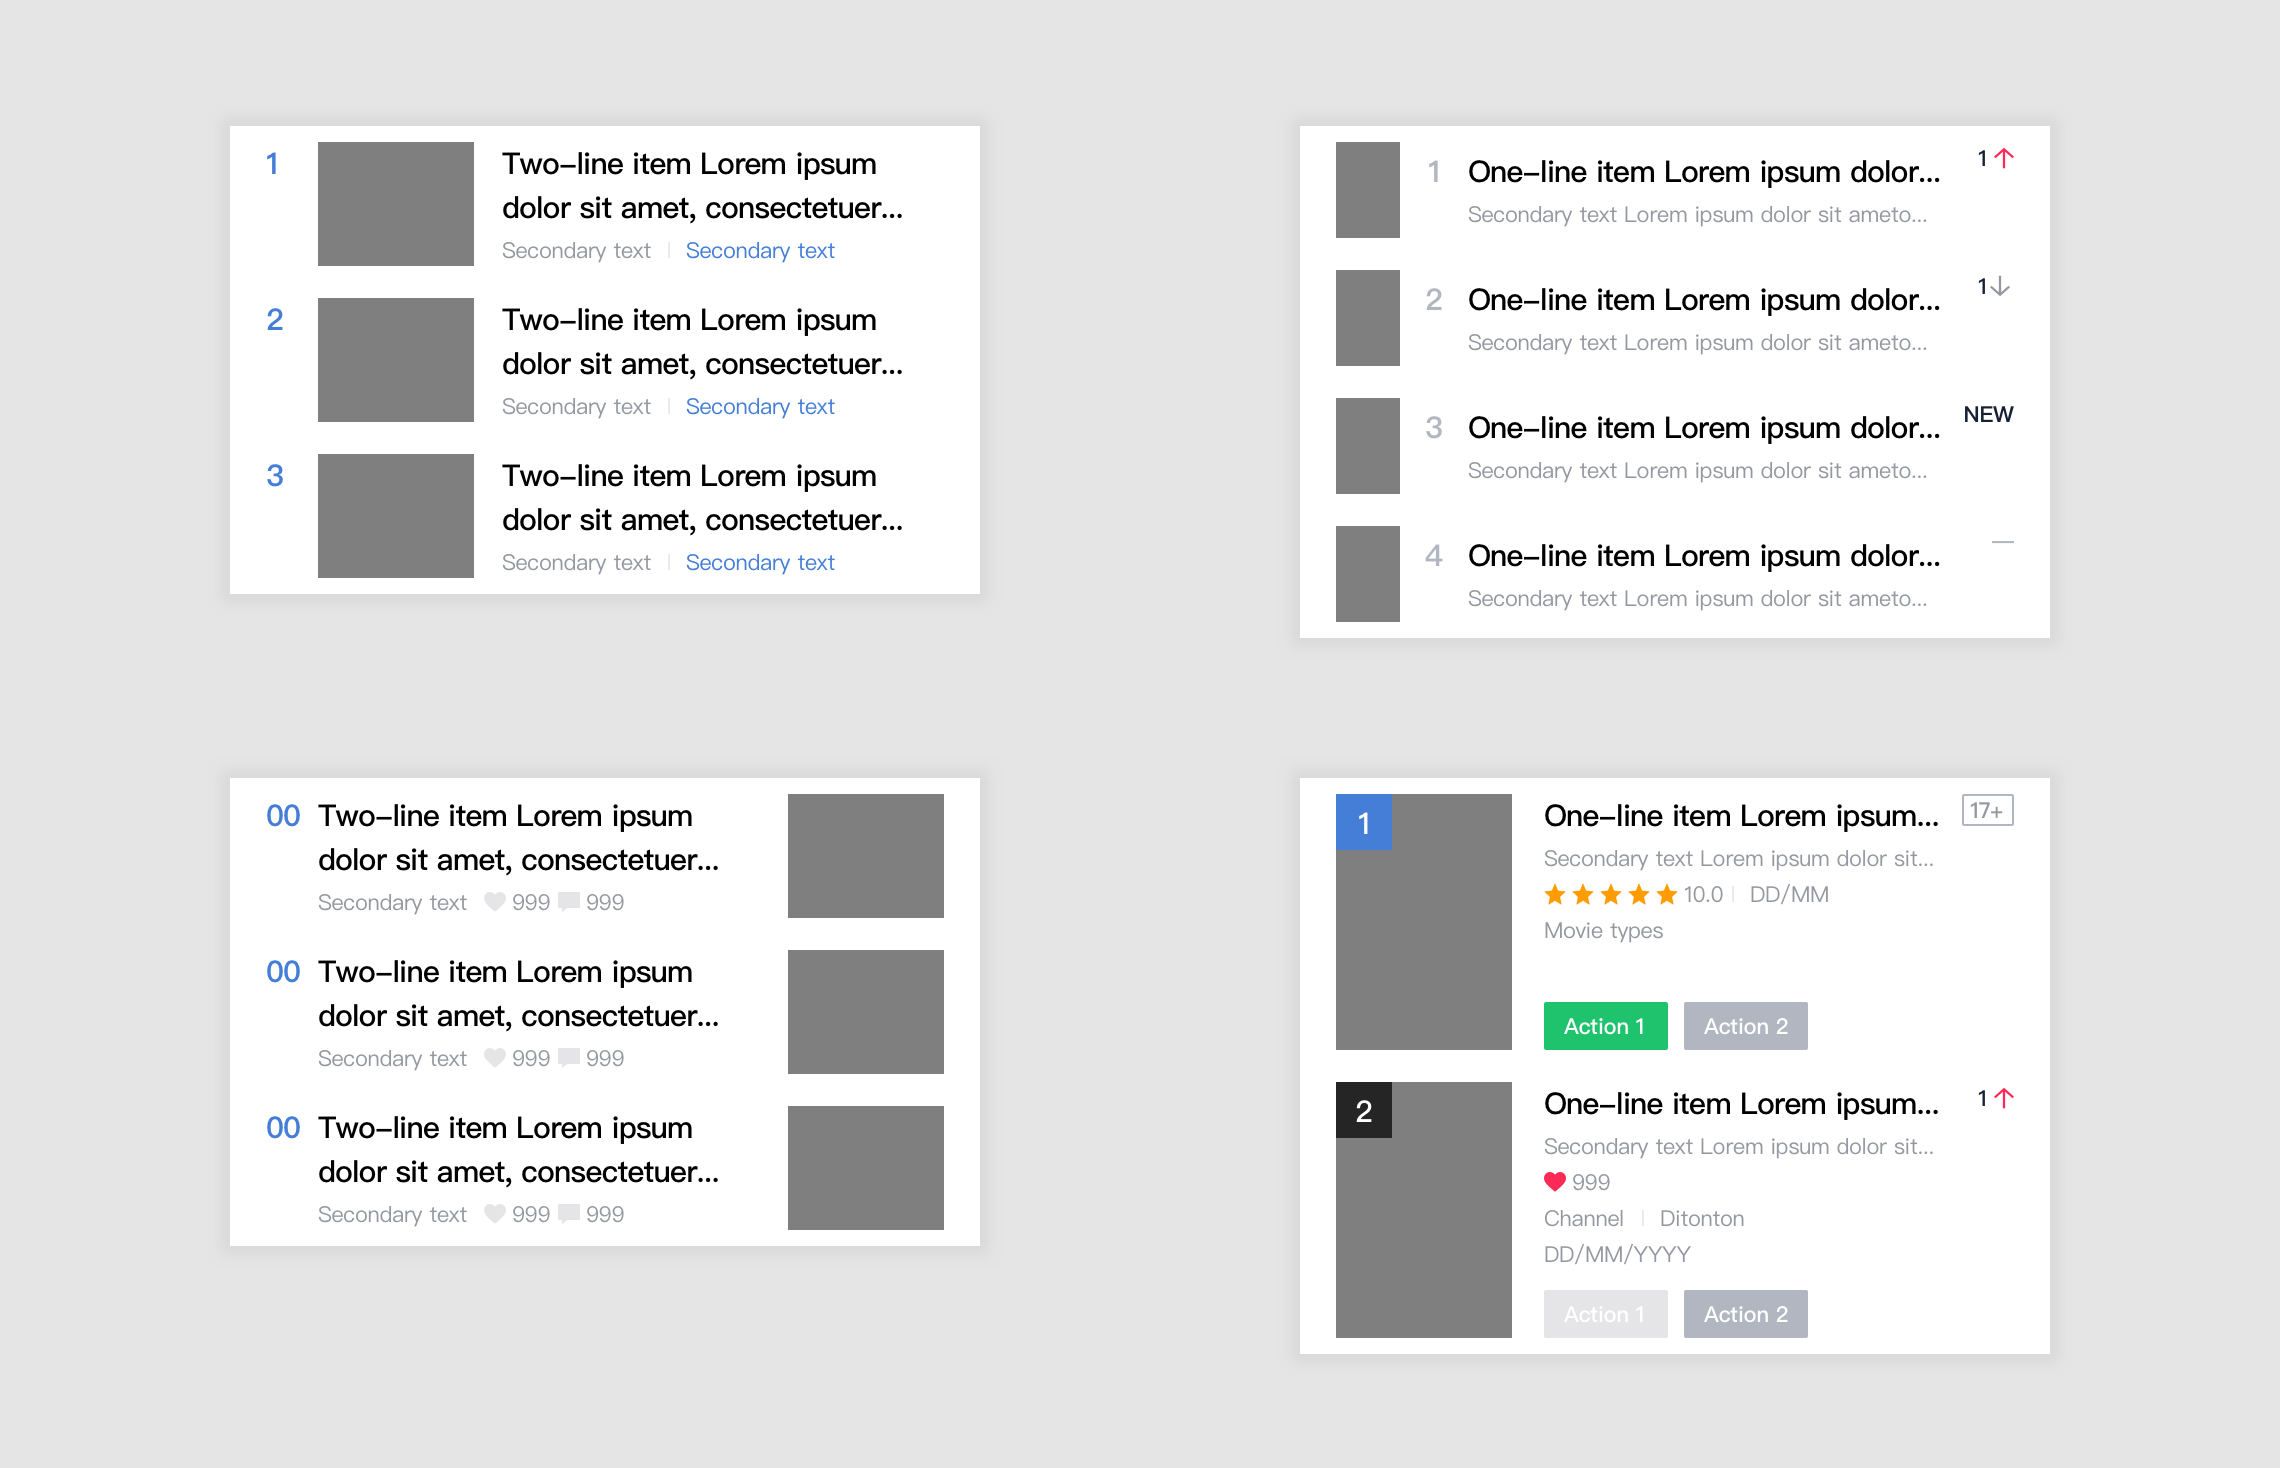 1
Two-line item Lorem ipsum
dolor sit amet, consectetuer...
Secondary text | Secondary text
2
Two-line item Lorem ipsum
dolor sit amet, consectetuer...
Secondary text | Secondary text
3
Two-line item Lorem ipsum
dolor sit amet, consectetuer...
Secondary text | Secondary text
1 One-line item Lorem ipsum dolor... 1↑
Secondary text Lorem ipsum dolor sit ameto...
2 One-line item Lorem ipsum dolor... 1↓
Secondary text Lorem ipsum dolor sit ameto...
3 One-line item Lorem ipsum dolor... NEW
Secondary text Lorem ipsum dolor sit ameto...
4 One-line item Lorem ipsum dolor... —
Secondary text Lorem ipsum dolor sit ameto...
00 Two-line item Lorem ipsum
dolor sit amet, consectetuer...
Secondary text 999 999
00 Two-line item Lorem ipsum
dolor sit amet, consectetuer...
Secondary text 999 999
00 Two-line item Lorem ipsum
dolor sit amet, consectetuer...
Secondary text 999 999
1 One-line item Lorem ipsum... 17+
Secondary text Lorem ipsum dolor sit...
★★★★★ 10.0 | DD/MM
Movie types
Action 1 Action 2
2 One-line item Lorem ipsum... 1↑
Secondary text Lorem ipsum dolor sit...
999
Channel | Ditonton
DD/MM/YYYY
Action 1 Action 2